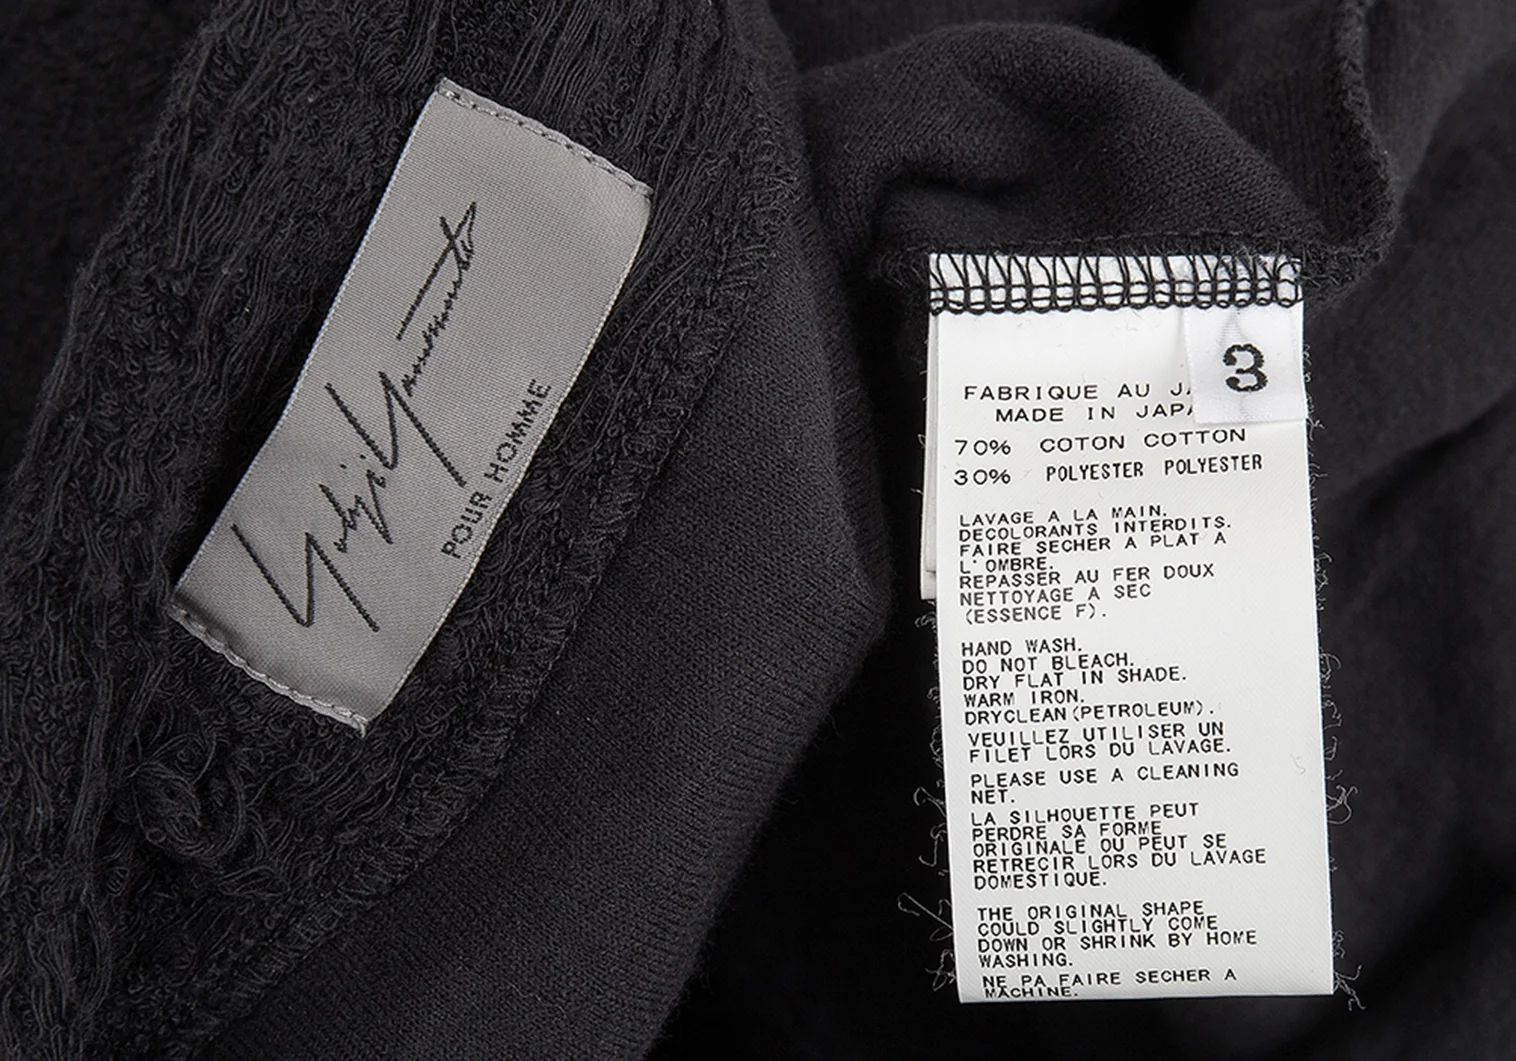 Yohji Yamamoto
POUR HOMME
3
FABRIQUE AU JA
MADE IN JAPA
70% COTON COTTON
30% POLYESTER POLYESTER
LAVAGE A LA MAIN.
DECOLORANTS INTERDITS.
FAIRE SECHER A PLAT A
L'OMBRE.
REPASSER AU FER DOUX
NETTOYAGE A SEC
(ESSENCE F).
HAND WASH.
DO NOT BLEACH.
DRY FLAT IN SHADE.
WARM IRON.
DRYCLEAN(PETROLEUM).
VEUILLEZ UTILISER UN
FILET LORS DU LAVAGE.
PLEASE USE A CLEANING
NET.
LA SILHOUETTE PEUT
PERDRE SA FORME
ORIGINALE OU PEUT SE
RETRECIR LORS DU LAVAGE
DOMESTIQUE.
THE ORIGINAL SHAPE
COULD SLIGHTLY COME
DOWN OR SHRINK BY HOME
WASHING.
NE PA FAIRE SECHER A
MACHINE.